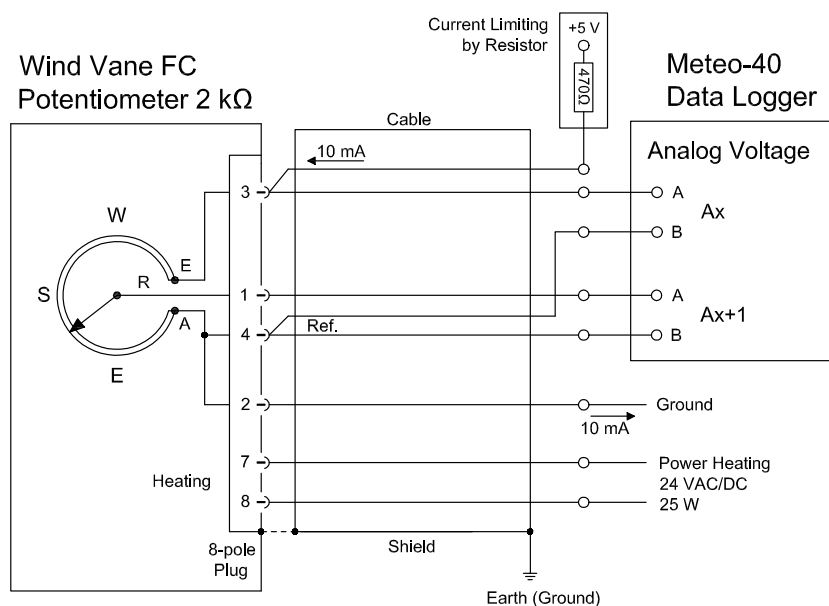 Current Limiting
by Resistor
+5 V
470Ω
Wind Vane FC
Potentiometer 2 kΩ
Meteo-40
Data Logger
Cable
10 mA
Analog Voltage
3
A
Ax
B
W
E
S
R
1
A
Ax+1
A
4
Ref.
B
E
2
Ground
10 mA
7
Power Heating
24 VAC/DC
25 W
Heating
8
8-pole
Plug
Shield
Earth (Ground)